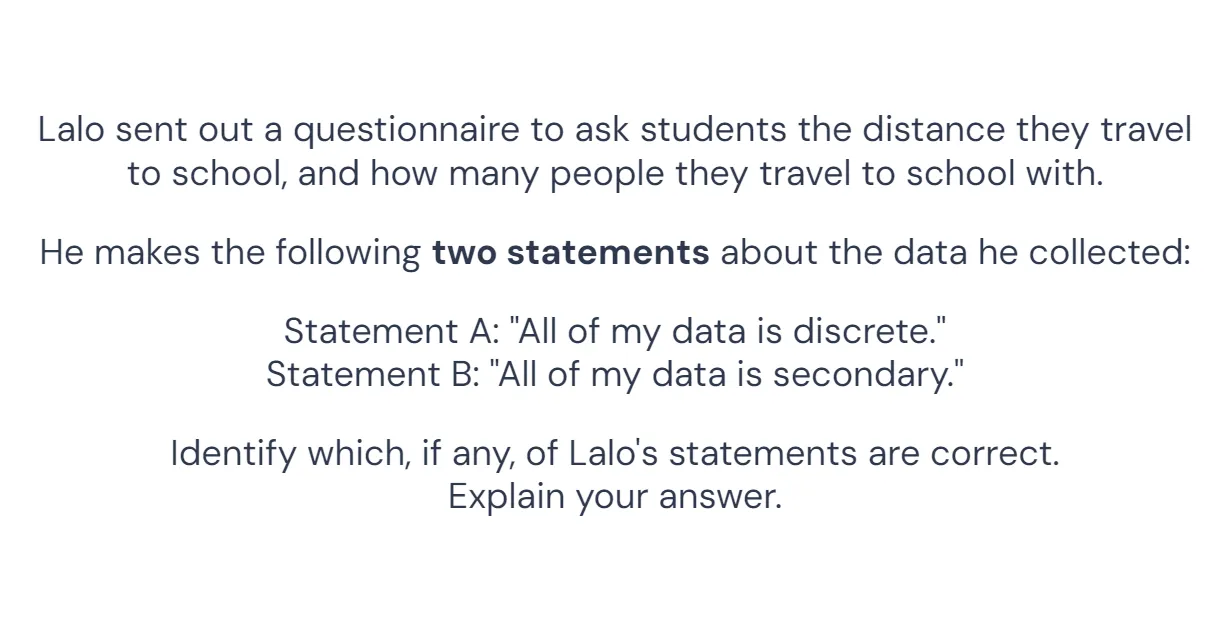 Lalo sent out a questionnaire to ask students the distance they travel
to school, and how many people they travel to school with.
He makes the following two statements about the data he collected:
Statement A: "All of my data is discrete."
Statement B: "All of my data is secondary."
Identify which, if any, of Lalo's statements are correct.
Explain your answer.